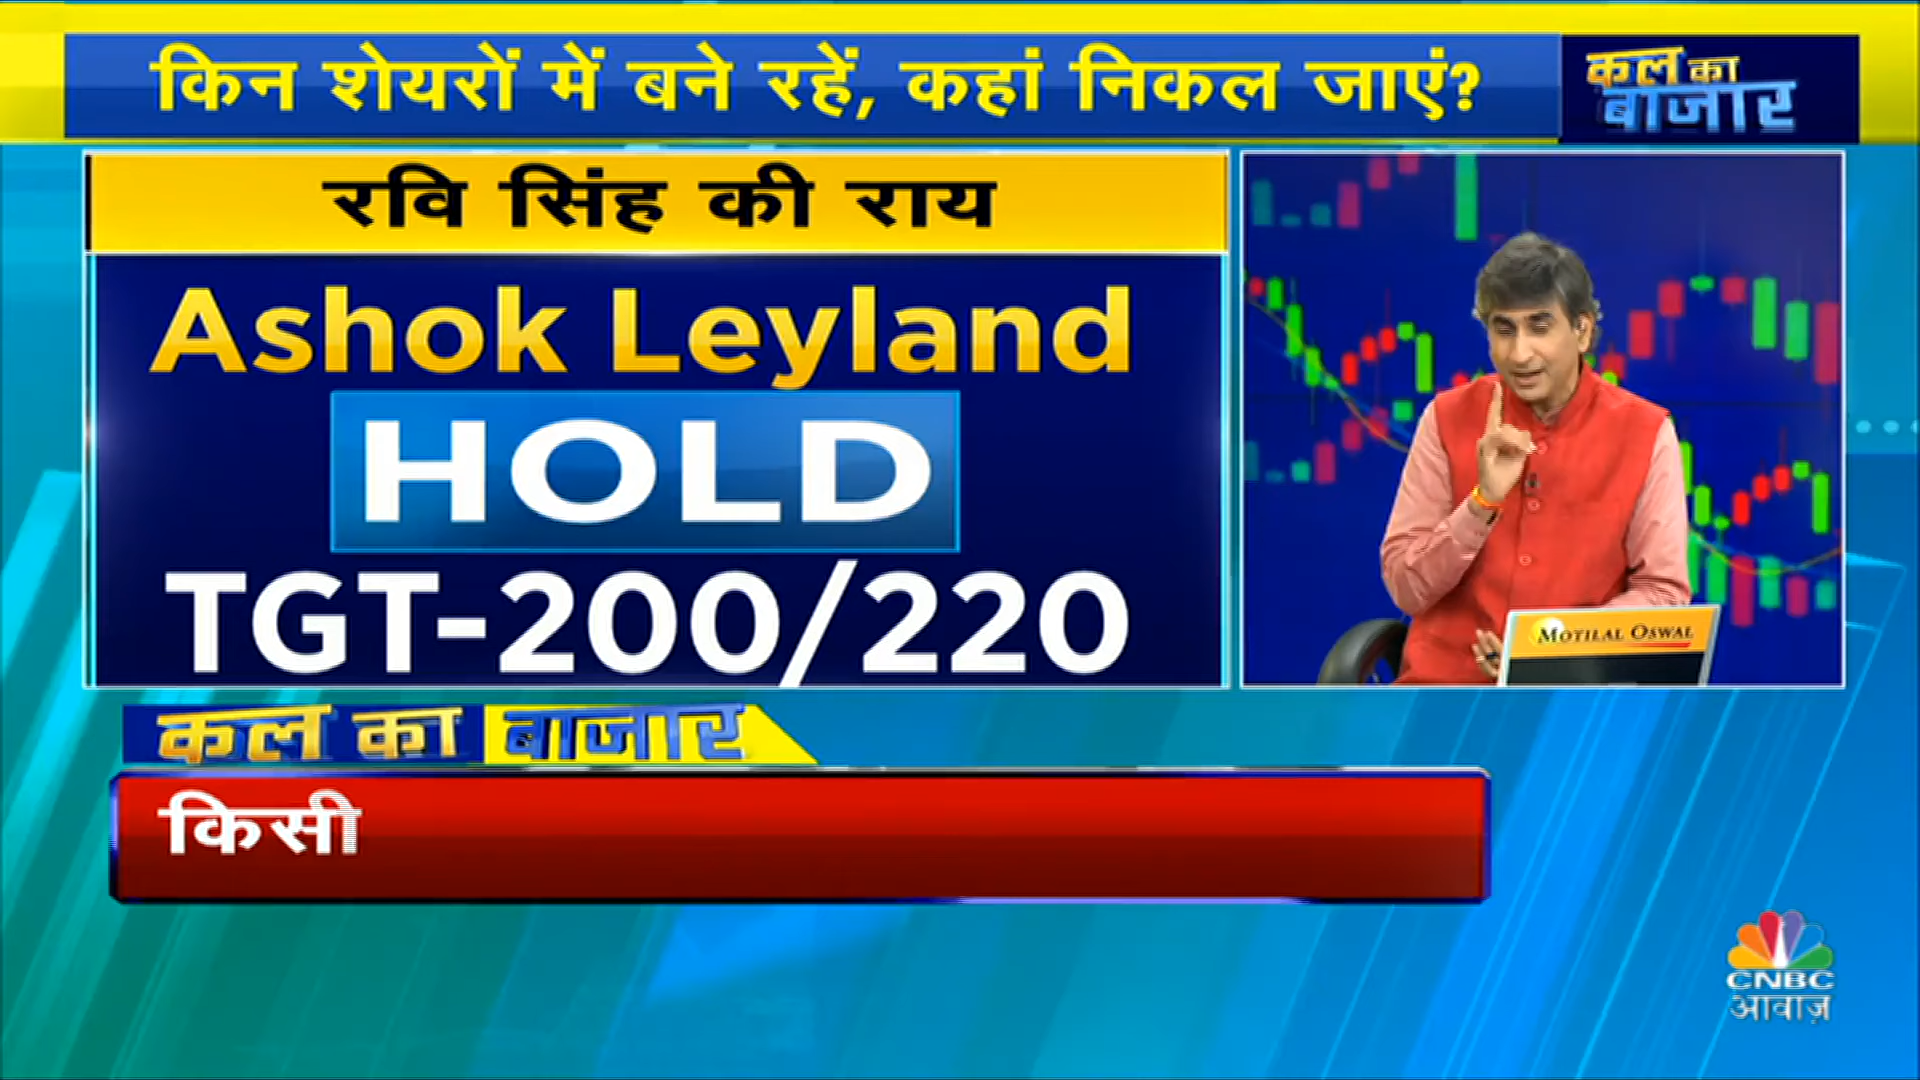 किन शेयरों में बने रहें, कहां निकल जाएं?
कल का
बाजार
रवि सिंह की राय
Ashok Leyland
HOLD
TGT-200/220
MOTILAL OSWAL
कल का बाजार
किसी
CNBC
आवाज़